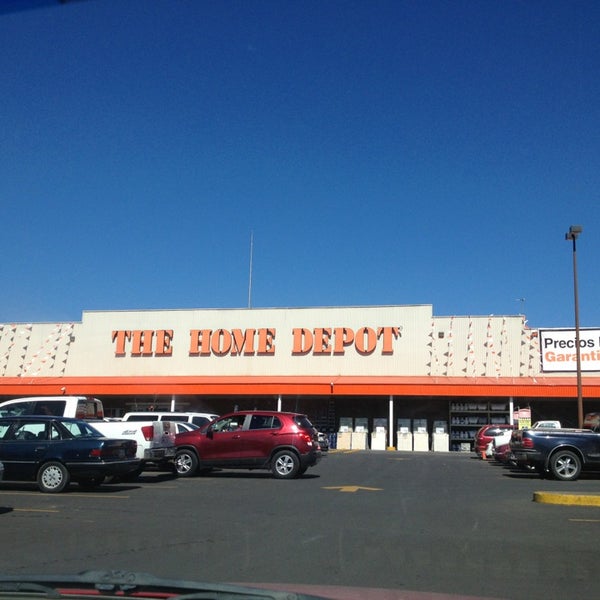 THE HOME DEPOT
Precios
Garanti